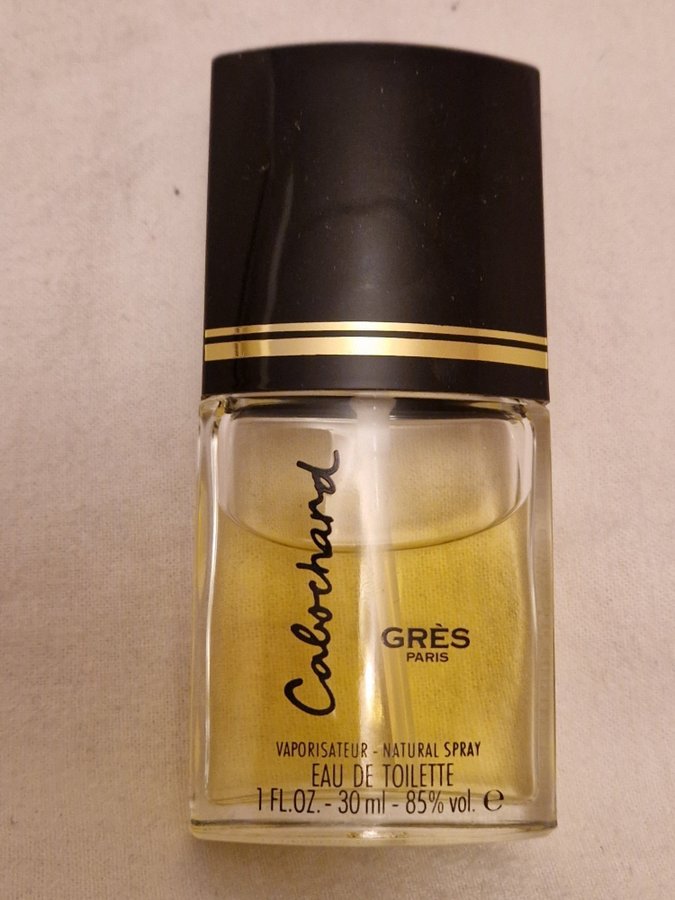 Cabochard
GRÈS
PARIS
VAPORISATEUR - NATURAL SPRAY
EAU DE TOILETTE
1 FL.OZ. - 30 ml - 85% vol. ℮